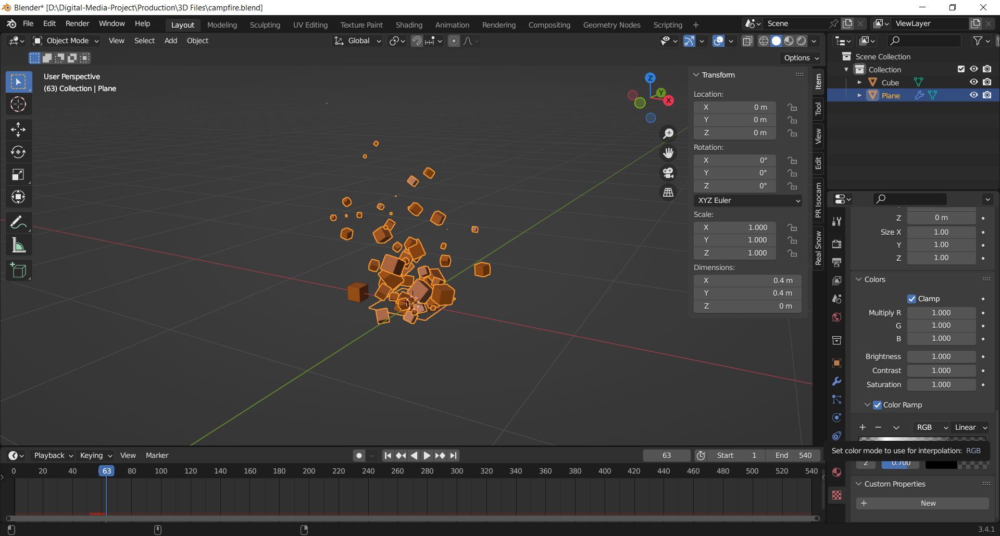 Blender* [D:\Digital-Media-Project\Production\3D Files\campfire.blend]
File Edit Render Window Help Layout Modeling Sculpting UV Editing Texture Paint Shading Animation Rendering Compositing Geometry Nodes Scripting + Scene ViewLayer
Object Mode View Select Add Object Global
Options
User Perspective
(63) Collection | Plane
Z
Y
X
Transform
Location:
X 0 m
Y 0 m
Z 0 m
Rotation:
X 0°
Y 0°
Z 0°
XYZ Euler
Scale:
X 1.000
Y 1.000
Z 1.000
Dimensions:
X 0.4 m
Y 0.4 m
Z 0 m
Item
Tool
View
Edit
PR Isocam
Real Snow
Scene Collection
Collection
Cube
Plane
Z 0 m
Size X 1.00
Y 1.00
Z 1.00
Colors
Clamp
Multiply R 1.000
G 1.000
B 1.000
Brightness 1.000
Contrast 1.000
Saturation 1.000
Color Ramp
RGB Linear
Set color mode to use for interpolation: RGB
2 0.700
Custom Properties
New
Playback Keying View Marker 63 Start 1 End 540
0 20 40 63 80 100 120 140 160 180 200 220 240 260 280 300 320 340 360 380 400 420 440 460 480 500 520 540
3.4.1